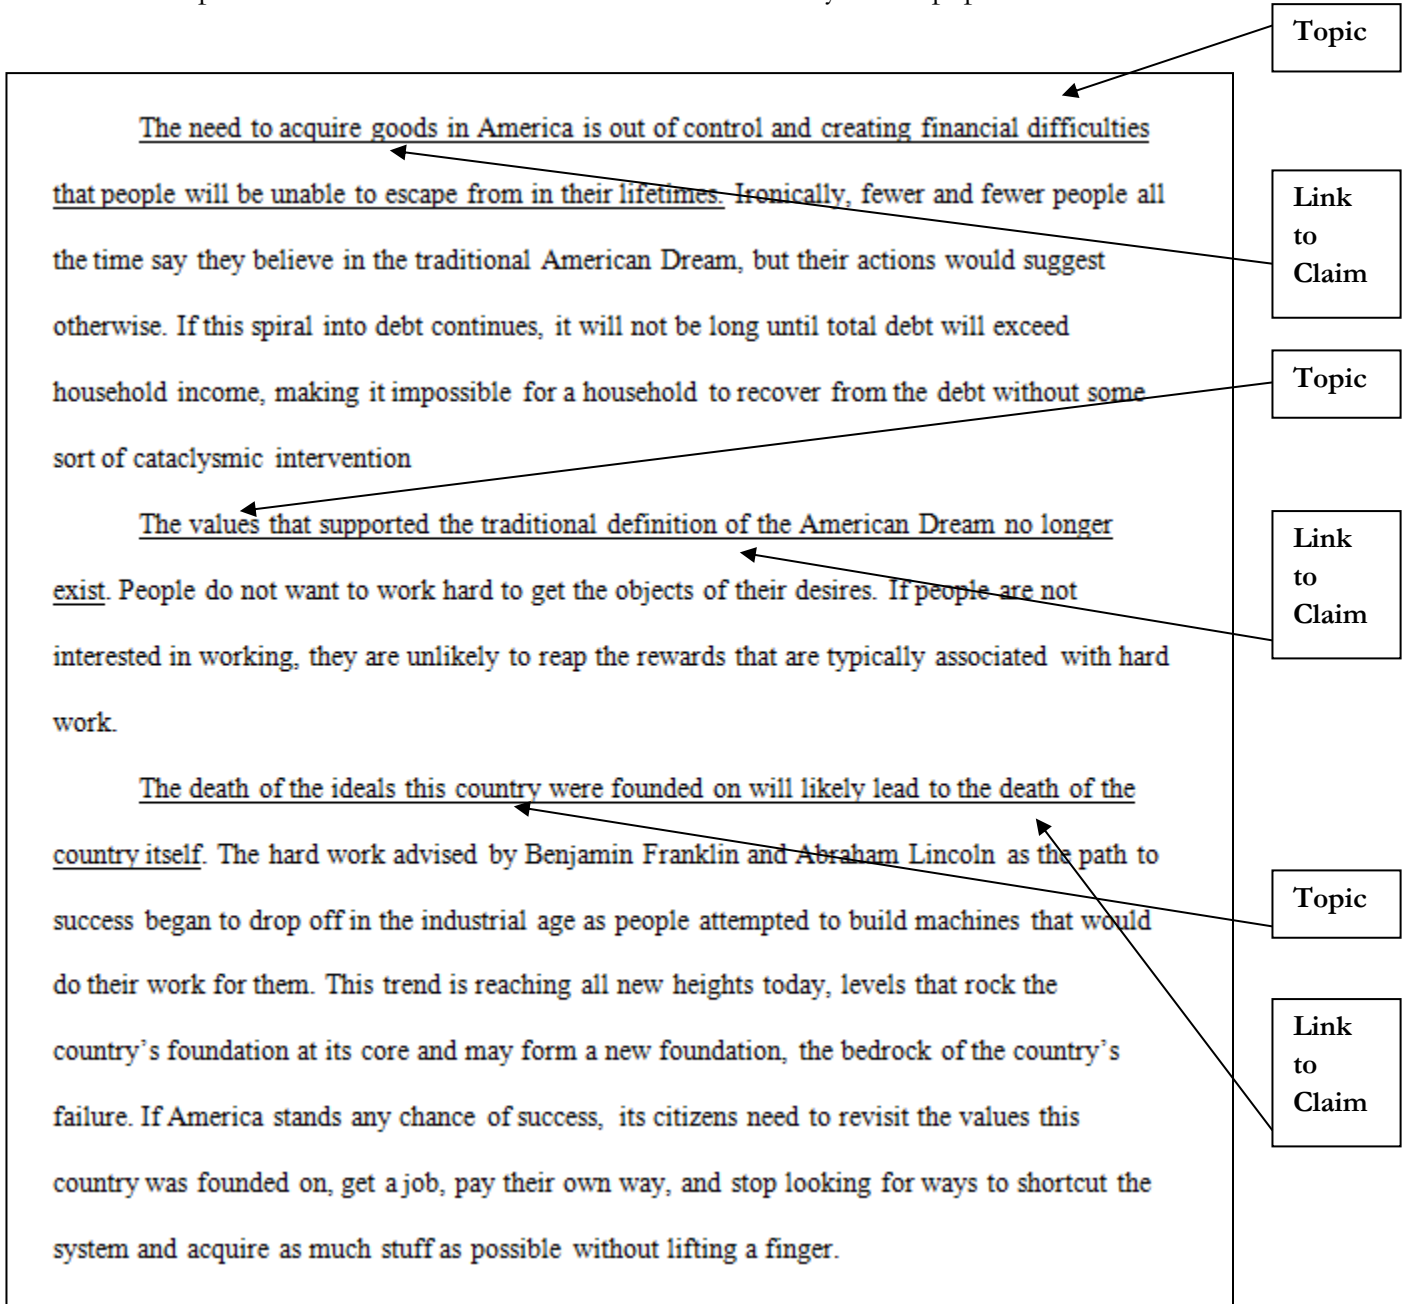 Topic
The need to acquire goods in America is out of control and creating financial difficulties
that people will be unable to escape from in their lifetimes. Ironically, fewer and fewer people all
the time say they believe in the traditional American Dream, but their actions would suggest
otherwise. If this spiral into debt continues, it will not be long until total debt will exceed
household income, making it impossible for a household to recover from the debt without some
sort of cataclysmic intervention
The values that supported the traditional definition of the American Dream no longer
exist. People do not want to work hard to get the objects of their desires. If people are not
interested in working, they are unlikely to reap the rewards that are typically associated with hard
work.
The death of the ideals this country were founded on will likely lead to the death of the
country itself. The hard work advised by Benjamin Franklin and Abraham Lincoln as the path to
success began to drop off in the industrial age as people attempted to build machines that would
do their work for them. This trend is reaching all new heights today, levels that rock the
country's foundation at its core and may form a new foundation, the bedrock of the country's
failure. If America stands any chance of success, its citizens need to revisit the values this
country was founded on, get a job, pay their own way, and stop looking for ways to shortcut the
system and acquire as much stuff as possible without lifting a finger.
Link
to
Claim
Topic
Link
to
Claim
Topic
Link
to
Claim